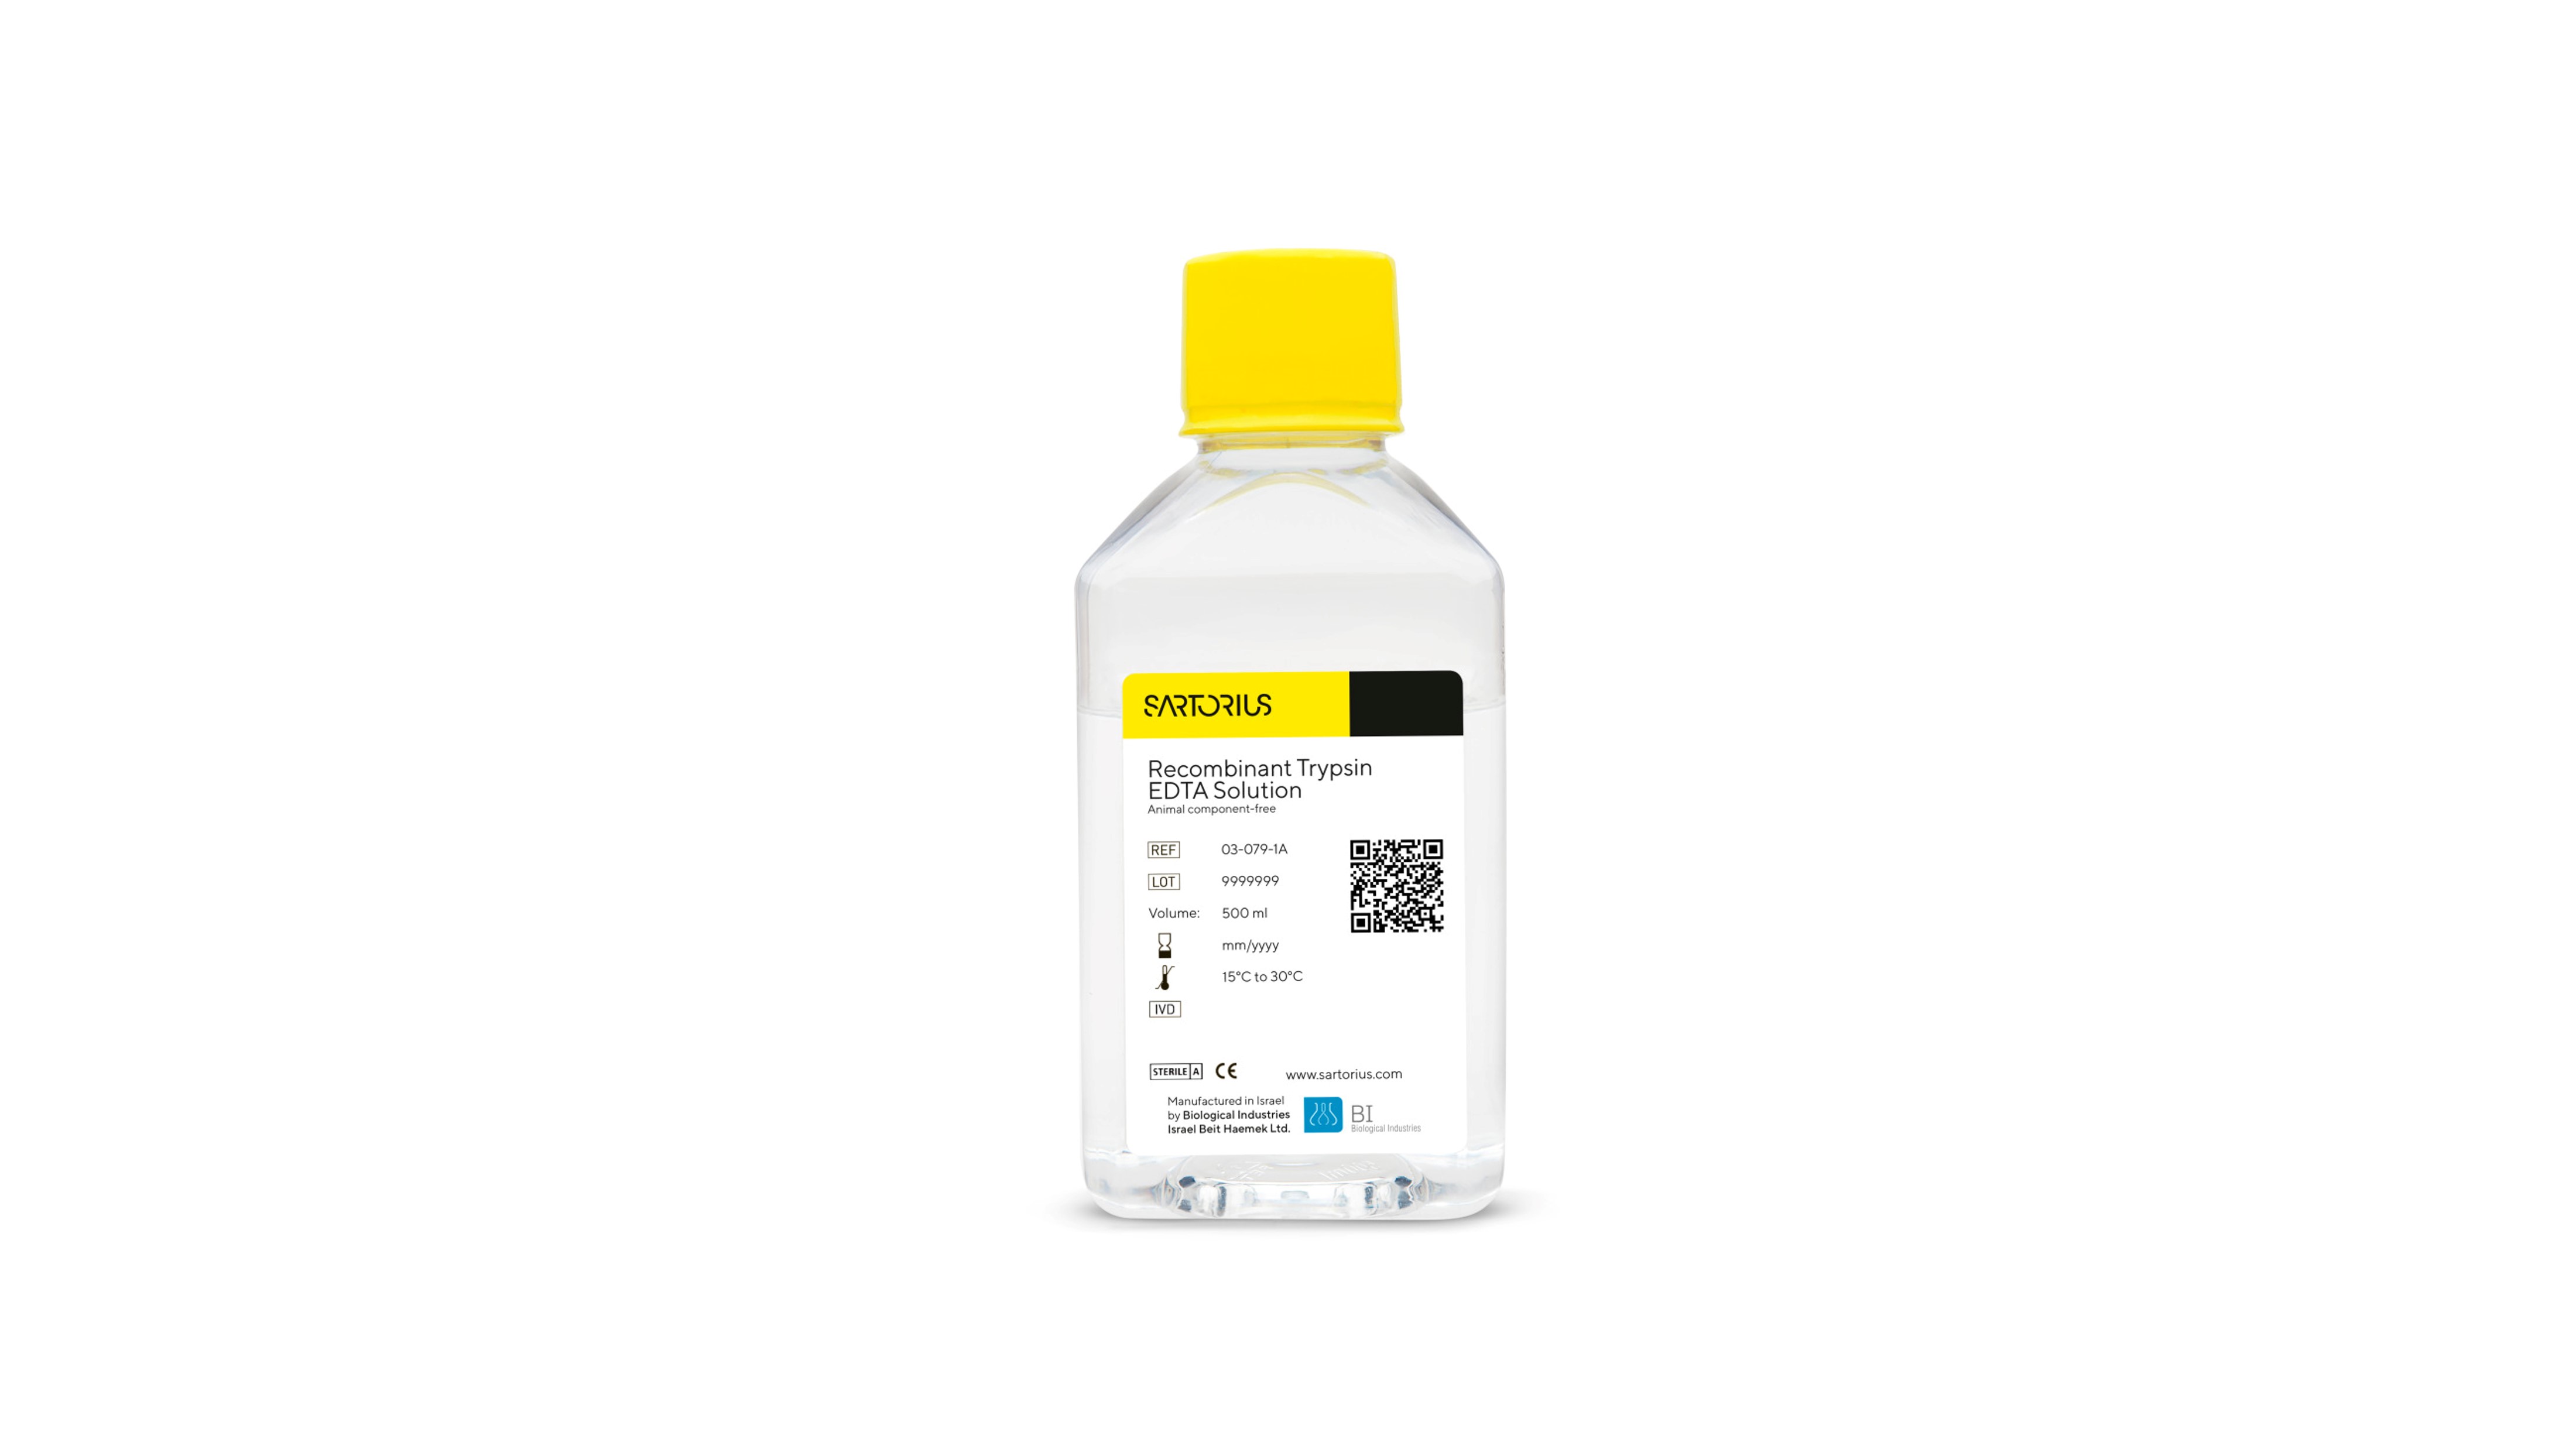 SARTORIUS
Recombinant Trypsin
EDTA Solution
Animal component-free
REF 03-079-1A
LOT 9999999
Volume: 500 ml
mm/yyyy
15°C to 30°C
IVD
STERILE A CE www.sartorius.com
Manufactured in Israel
by Biological Industries
Israel Beit Haemek Ltd.
BI
Biological Industries